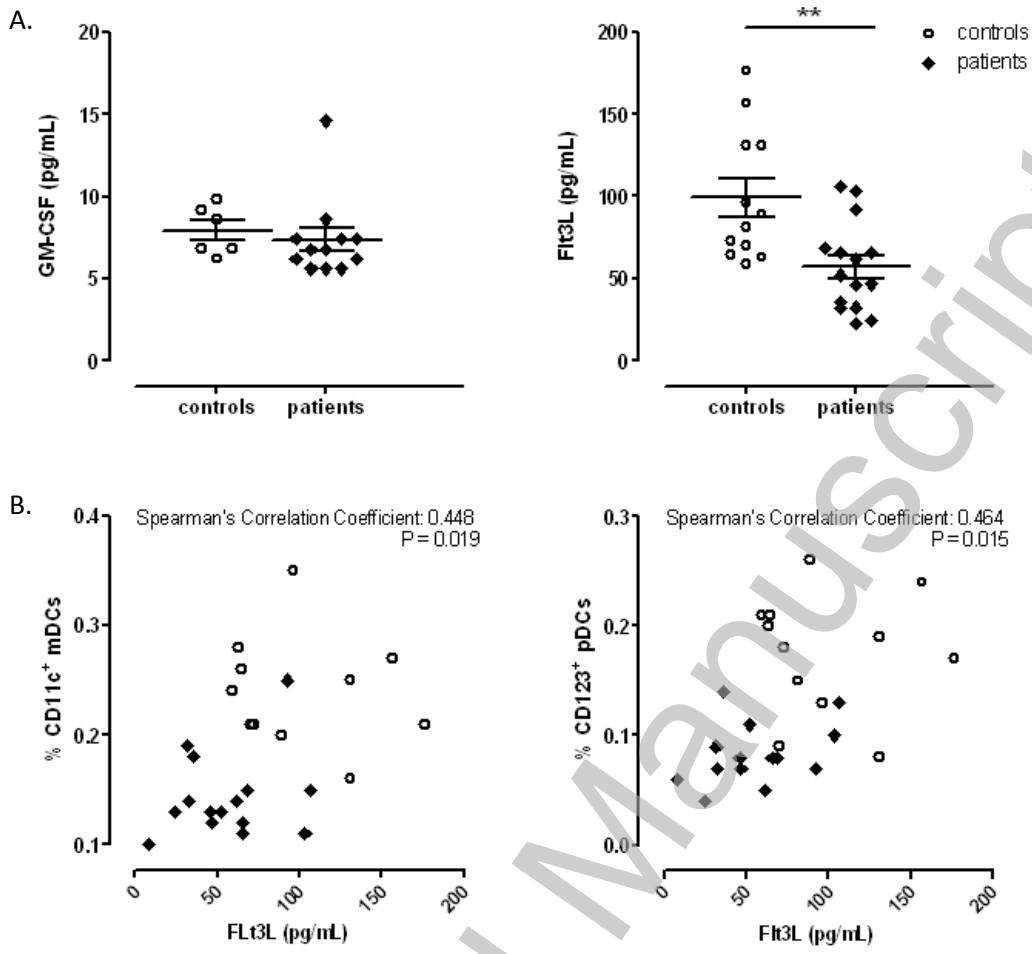 A.
20
15
10
5
0
GM-CSF (pg/mL)
controls
patients
**
controls
patients
200
150
100
50
0
Flt3L (pg/mL)
controls
patients
B.
Spearman's Correlation Coefficient: 0.448
P = 0.019
0.4
0.3
0.2
0.1
% CD11c+ mDCs
0
50
100
150
200
FLt3L (pg/mL)
Spearman's Correlation Coefficient: 0.464
P = 0.015
0.3
0.2
0.1
0.0
% CD123+ pDCs
0
50
100
150
200
Flt3L (pg/mL)
Manuscript